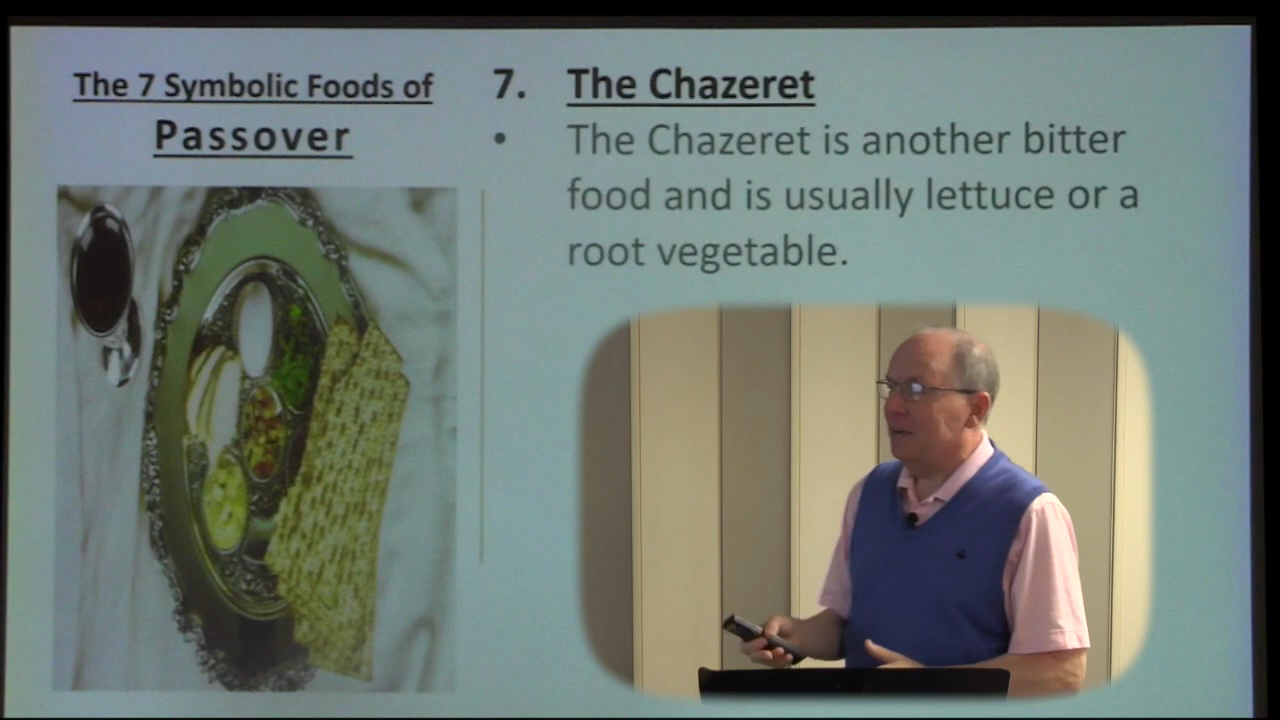 The 7 Symbolic Foods of
Passover
7. The Chazeret
• The Chazeret is another bitter
food and is usually lettuce or a
root vegetable.